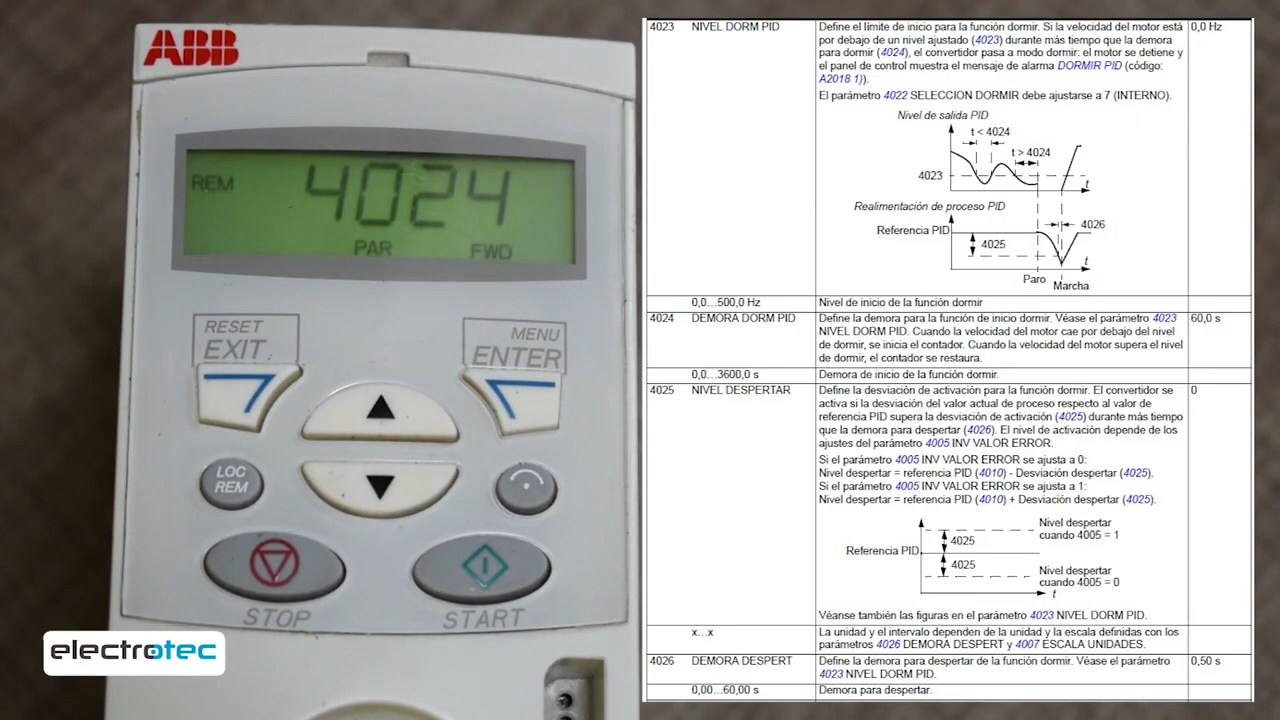 ABB
REM
4024
PAR
FWD
RESET
EXIT
MENU
ENTER
LOC
REM
STOP
START
electrotec
4023 NIVEL DORM PID Define el límite de inicio para la función dormir. Si la velocidad del motor está 0,0 Hz
por debajo de un nivel ajustado (4023) durante más tiempo que la demora
para dormir (4024), el convertidor pasa a modo dormir: el motor se detiene y
el panel de control muestra el mensaje de alarma DORMIR PID (código:
A2018 1)).
El parámetro 4022 SELECCION DORMIR debe ajustarse a 7 (INTERNO).
Nivel de salida PID
t < 4024
t > 4024
4023
t
Realimentación de proceso PID
Referencia PID
4026
4025
t
Paro
Marcha
0,0...500,0 Hz Nivel de inicio de la función dormir
4024 DEMORA DORM PID Define la demora para la función de inicio dormir. Véase el parámetro 4023 60,0 s
NIVEL DORM PID. Cuando la velocidad del motor cae por debajo del nivel
de dormir, se inicia el contador. Cuando la velocidad del motor supera el nivel
de dormir, el contador se restaura.
0,0...3600,0 s Demora de inicio de la función dormir.
4025 NIVEL DESPERTAR Define la desviación de activación para la función dormir. El convertidor se 0
activa si la desviación del valor actual de proceso respecto al valor de
referencia PID supera la desviación de activación (4025) durante más tiempo
que la demora para despertar (4026). El nivel de activación depende de los
ajustes del parámetro 4005 INV VALOR ERROR.
Si el parámetro 4005 INV VALOR ERROR se ajusta a 0:
Nivel despertar = referencia PID (4010) - Desviación despertar (4025).
Si el parámetro 4005 INV VALOR ERROR se ajusta a 1:
Nivel despertar = referencia PID (4010) + Desviación despertar (4025).
Nivel despertar
cuando 4005 = 1
4025
Referencia PID
4025
Nivel despertar
cuando 4005 = 0
t
Véanse también las figuras en el parámetro 4023 NIVEL DORM PID.
x...x La unidad y el intervalo dependen de la unidad y la escala definidas con los
parámetros 4026 DEMORA DESPERT y 4007 ESCALA UNIDADES.
4026 DEMORA DESPERT Define la demora para despertar de la función dormir. Véase el parámetro 0,50 s
4023 NIVEL DORM PID.
0,00...60,00 s Demora para despertar.